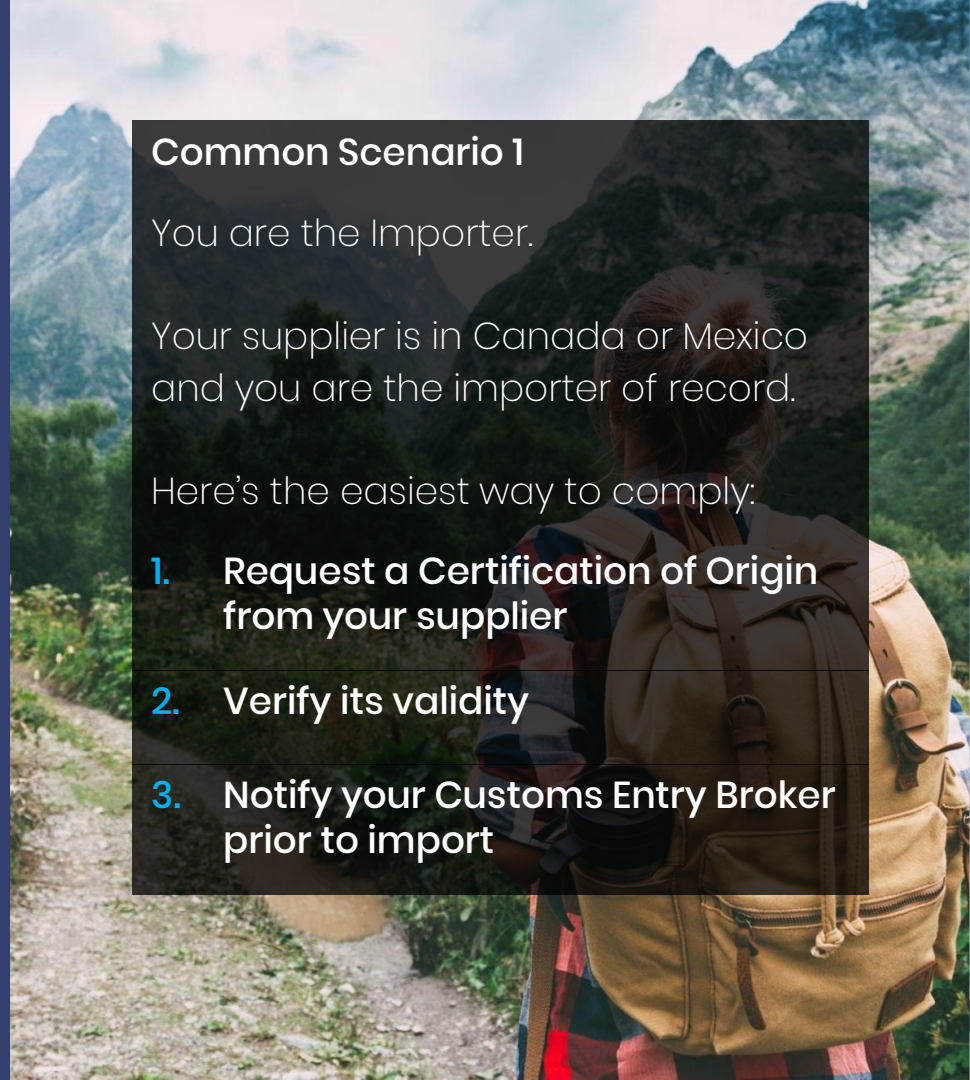 Common Scenario 1
You are the Importer.
Your supplier is in Canada or Mexico
and you are the importer of record.
Here’s the easiest way to comply:
1. Request a Certification of Origin
from your supplier
2. Verify its validity
3. Notify your Customs Entry Broker
prior to import